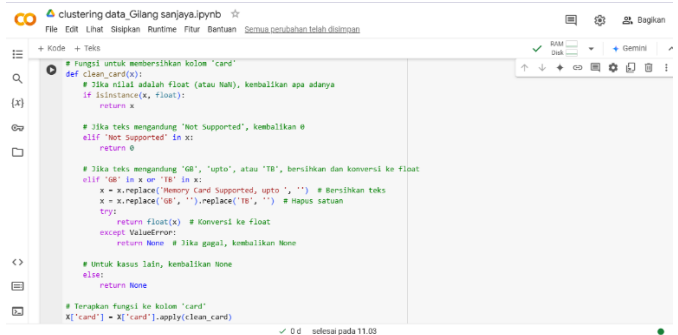 clustering data_Gilang sanjaya.ipynb
File Edit Lihat Sisipkan Runtime Fitur Bantuan Semua perubahan telah disimpan
Bagikan
+ Kode + Teks
RAM
Disk
+ Gemini
# Fungsi untuk membersihkan kolom 'card'
def clean_card(x):
# Jika nilai adalah float (atau NaN), kembalikan apa adanya
if isinstance(x, float):
return x
# Jika teks mengandung 'Not Supported', kembalikan 0
elif 'Not Supported' in x:
return 0
# Jika teks mengandung 'GB', 'upto', atau 'TB', bersihkan dan konversi ke float
elif 'GB' in x or 'TB' in x:
x = x.replace('Memory Card Supported, upto ', '') # Bersihkan teks
x = x.replace('GB', '').replace('TB', '') # Hapus satuan
try:
return float(x) # Konversi ke float
except ValueError:
return None # Jika gagal, kembalikan None
# Untuk kasus lain, kembalikan None
else:
return None
# Terapkan fungsi ke kolom 'card'
X['card'] = X['card'].apply(clean_card)
0 d selesai pada 11.03